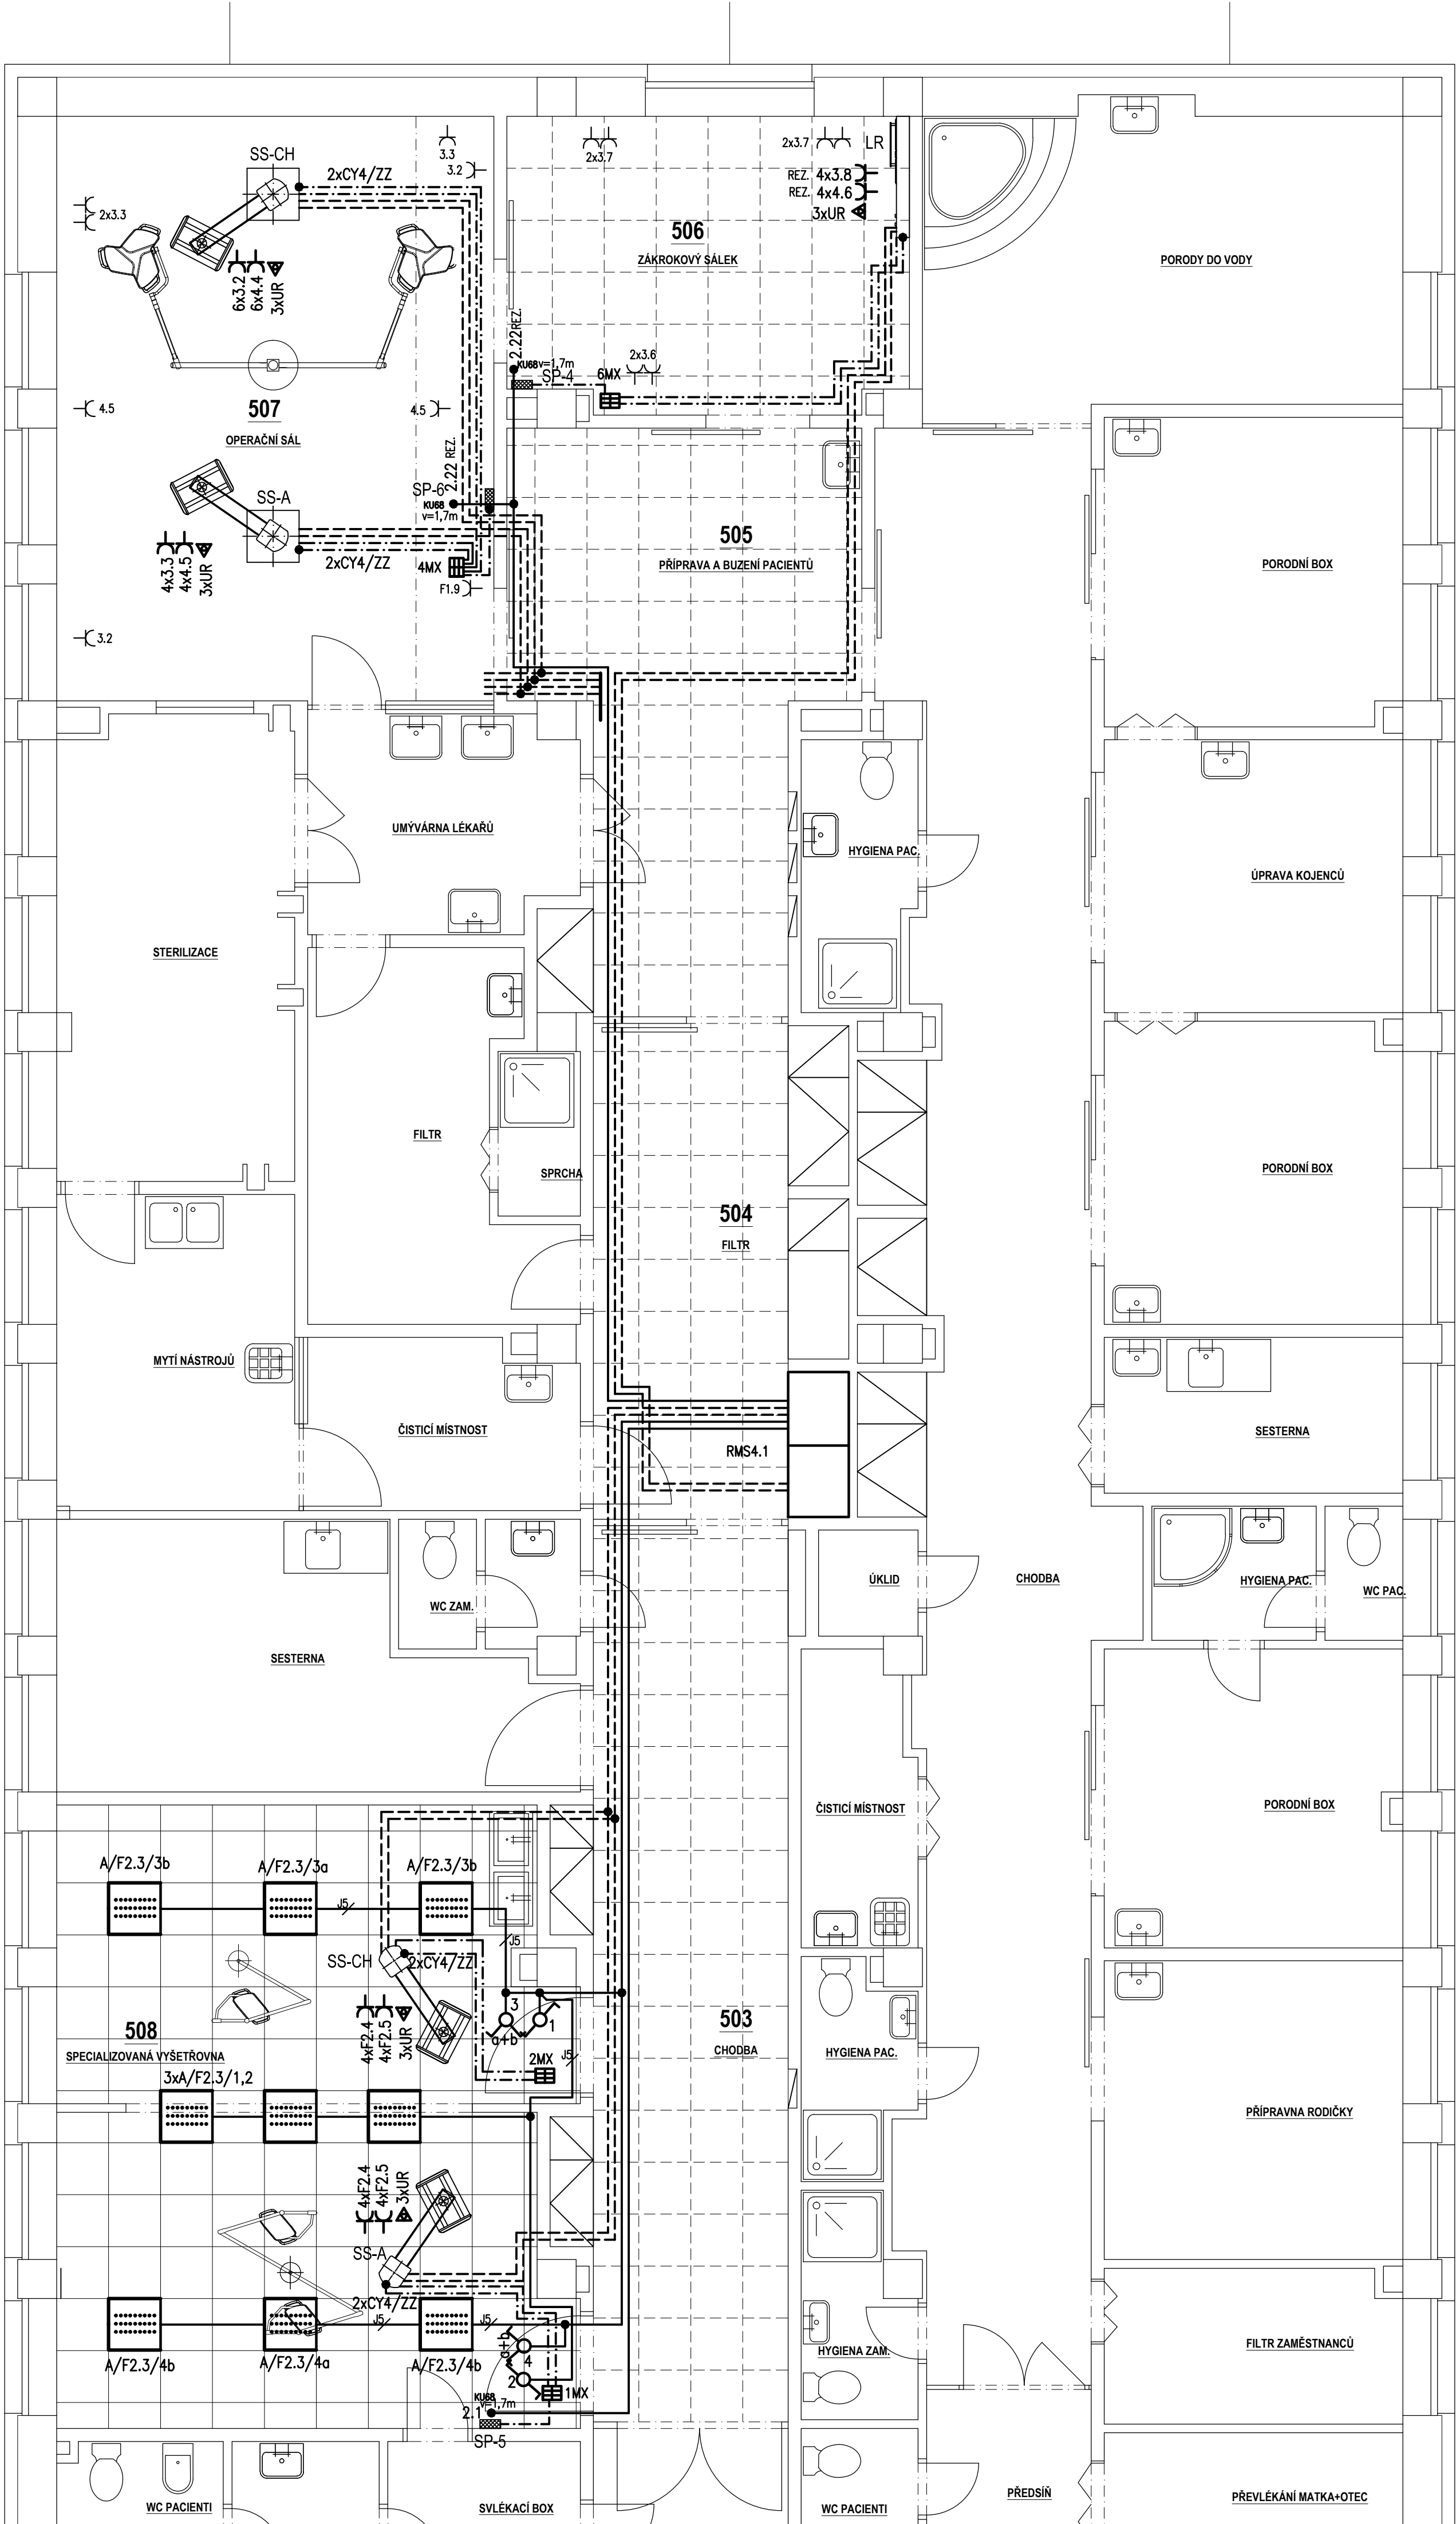 SS-CH
2xCY4/ZZ
3.3
3.2
2x3.3
2x3.7
2x3.7
LR
REZ. 4x3.8
REZ. 4x4.6
3xUR
6x3.2
6x4.4
3xUR
506
ZÁKROKOVÝ SÁLEK
PORODY DO VODY
2.22 REZ.
KU68 v=1,7m
SP-4
6MX
2x3.6
507
OPERAČNÍ SÁL
4.5
4.5
2.22 REZ.
SP-6
KU68
v=1,7m
SS-A
2xCY4/ZZ
4x3.3
4x4.5
3xUR
4MX
F1.9
3.2
505
PŘÍPRAVA A BUZENÍ PACIENTŮ
PORODNÍ BOX
UMÝVÁRNA LÉKAŘŮ
HYGIENA PAC.
ÚPRAVA KOJENCŮ
STERILIZACE
FILTR
SPRCHA
504
FILTR
PORODNÍ BOX
MYTÍ NÁSTROJŮ
ČISTICÍ MÍSTNOST
RMS4.1
SESTERNA
WC ZAM.
ÚKLID
CHODBA
HYGIENA PAC.
WC PAC.
SESTERNA
ČISTICÍ MÍSTNOST
PORODNÍ BOX
A/F2.3/3b
A/F2.3/3a
A/F2.3/3b
J5
J5
SS-CH
2xCY4/ZZ
4xF2.4
4xF2.5
3xUR
3
1
a+b
2MX
J5
508
SPECIALIZOVANÁ VYŠETŘOVNA
3xA/F2.3/1,2
503
CHODBA
HYGIENA PAC.
PŘÍPRAVNA RODIČKY
4xF2.4
4xF2.5
3xUR
SS-A
2xCY4/ZZ
J5
J5
A/F2.3/4b
A/F2.3/4a
A/F2.3/4b
a+b
4
2
1MX
KU68
v=1,7m
2.1
SP-5
HYGIENA ZAM.
FILTR ZAMĚSTNANCŮ
WC PACIENTI
SVLÉKACÍ BOX
WC PACIENTI
PŘEDSÍŇ
PŘEVLÉKÁNÍ MATKA+OTEC